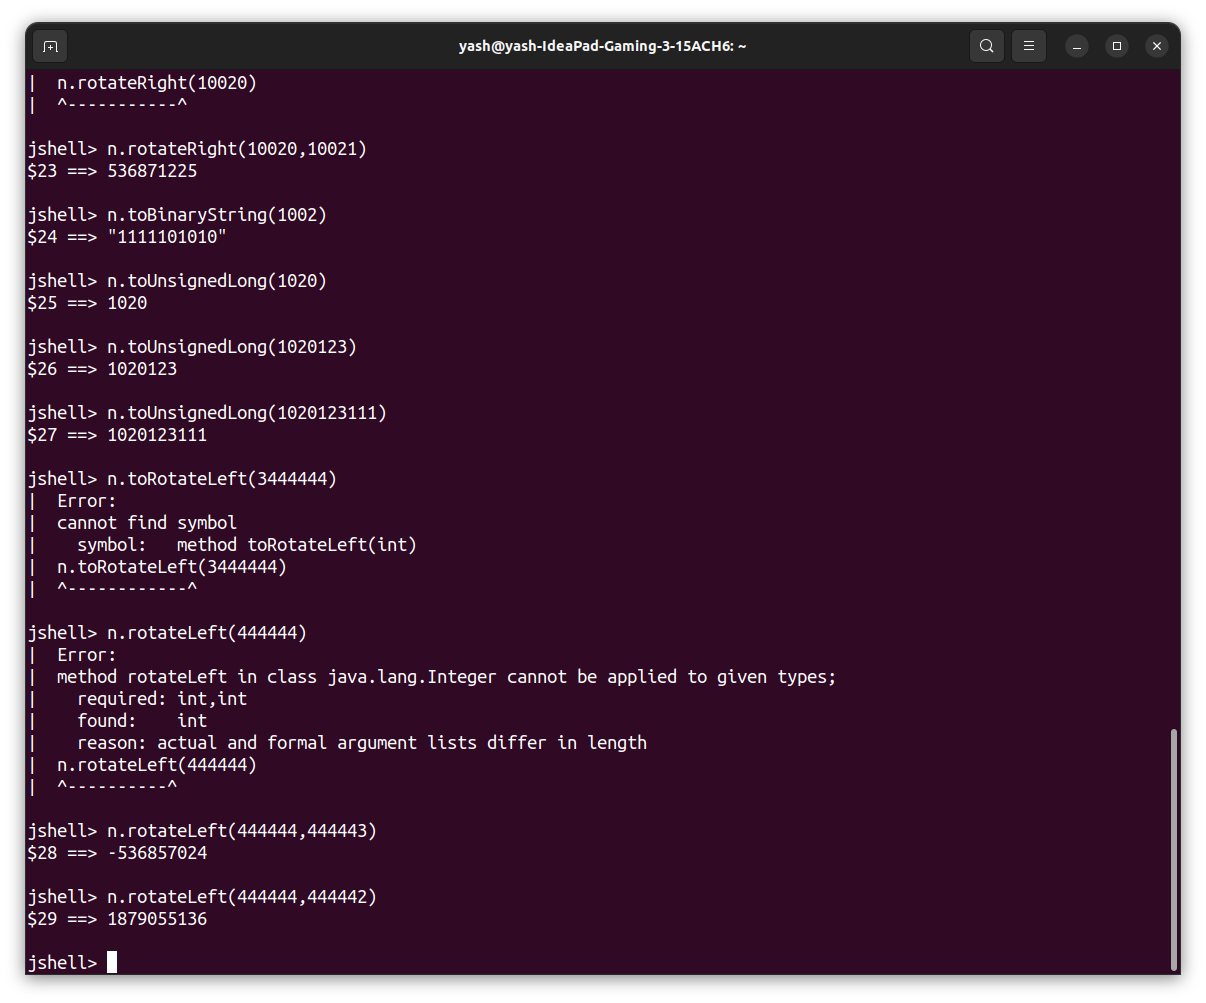 yash@yash-IdeaPad-Gaming-3-15ACH6: ~
|  n.rotateRight(10020)
|  ^-----------^
jshell> n.rotateRight(10020,10021)
$23 ==> 536871225
jshell> n.toBinaryString(1002)
$24 ==> "1111101010"
jshell> n.toUnsignedLong(1020)
$25 ==> 1020
jshell> n.toUnsignedLong(1020123)
$26 ==> 1020123
jshell> n.toUnsignedLong(1020123111)
$27 ==> 1020123111
jshell> n.toRotateLeft(3444444)
|  Error:
|  cannot find symbol
|    symbol:   method toRotateLeft(int)
|  n.toRotateLeft(3444444)
|  ^------------^
jshell> n.rotateLeft(444444)
|  Error:
|  method rotateLeft in class java.lang.Integer cannot be applied to given types;
|    required: int,int
|    found:    int
|    reason: actual and formal argument lists differ in length
|  n.rotateLeft(444444)
|  ^----------^
jshell> n.rotateLeft(444444,444443)
$28 ==> -536857024
jshell> n.rotateLeft(444444,444442)
$29 ==> 1879055136
jshell>